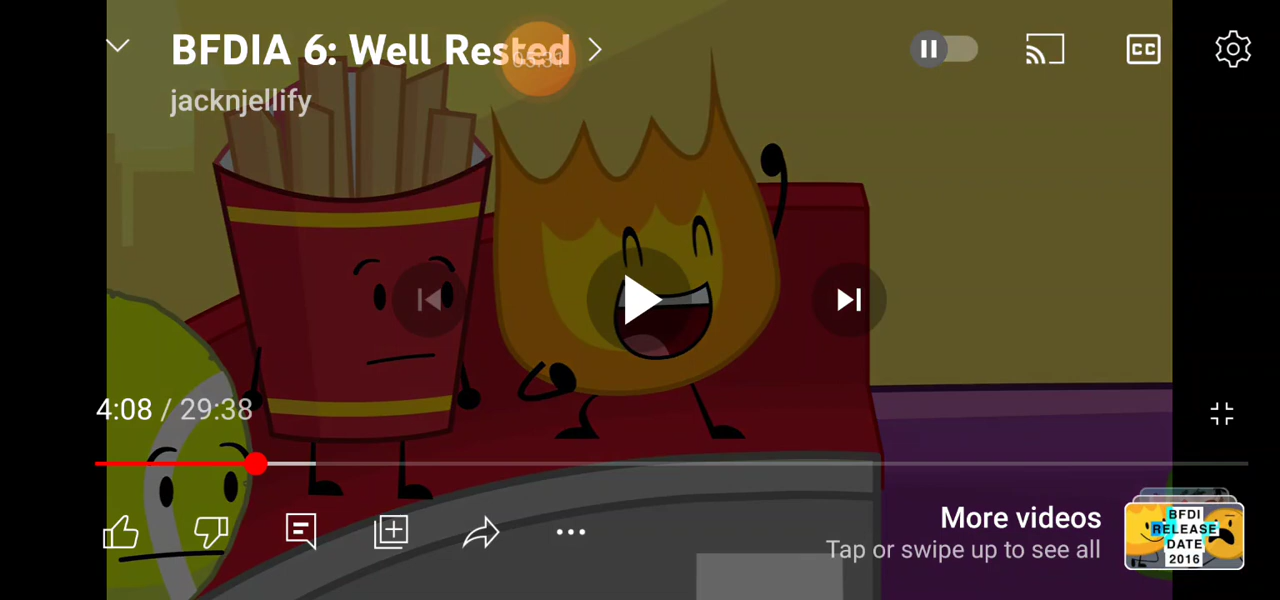 BFDIA 6: Well Rested
jacknjellify
CC
4:08 / 29:38
More videos
Tap or swipe up to see all
BFDI
RELEASE
DATE
2016